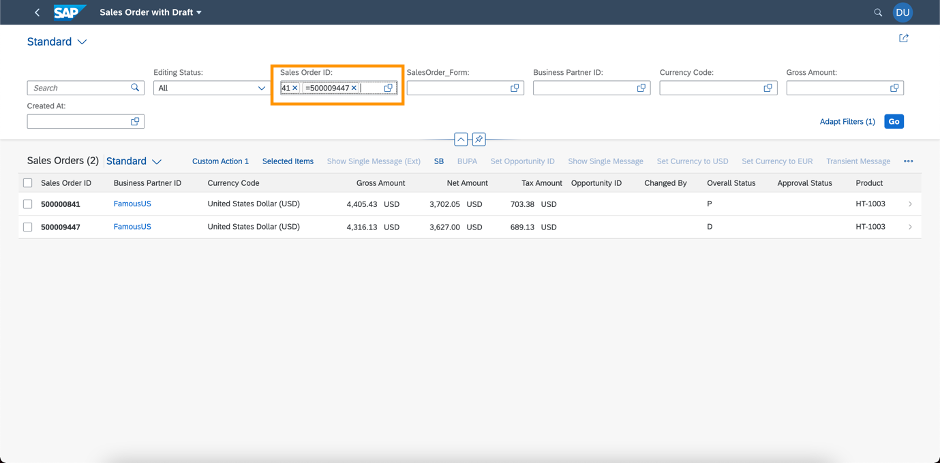 SAP Sales Order with Draft DU
Standard
Editing Status: Sales Order ID: SalesOrder_Form: Business Partner ID: Currency Code: Gross Amount:
Search All 41 =500009447
Created At:
Adapt Filters (1) Go
Sales Orders (2) Standard Custom Action 1 Selected Items Show Single Message (Ext) SB BUPA Set Opportunity ID Show Single Message Set Currency to USD Set Currency to EUR Transient Message
Sales Order ID Business Partner ID Currency Code Gross Amount Net Amount Tax Amount Opportunity ID Changed By Overall Status Approval Status Product
500000841 FamousUS United States Dollar (USD) 4,405.43 USD 3,702.05 USD 703.38 USD P HT-1003
500009447 FamousUS United States Dollar (USD) 4,316.13 USD 3,627.00 USD 689.13 USD D HT-1003